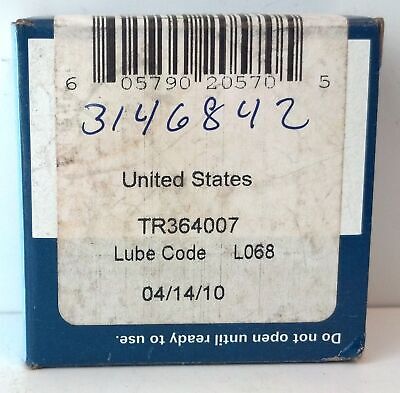 6 05790 20570 5
3146842
United States
TR364007
Lube Code L068
04/14/10
Do not open until ready to use.